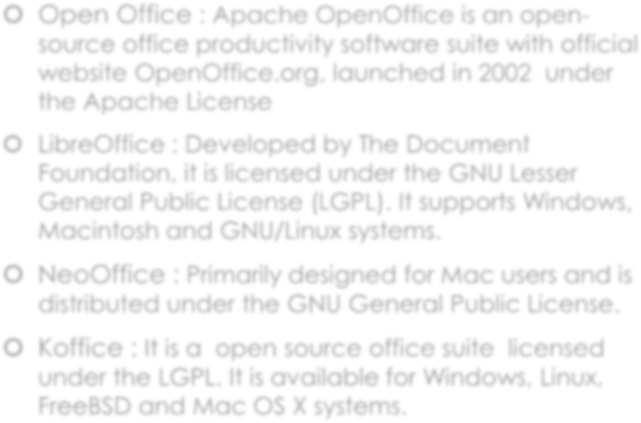 Open Office : Apache OpenOffice is an open-
source office productivity software suite with official
website OpenOffice.org, launched in 2002 under
the Apache License
LibreOffice : Developed by The Document
Foundation, it is licensed under the GNU Lesser
General Public License (LGPL). It supports Windows,
Macintosh and GNU/Linux systems.
NeoOffice : Primarily designed for Mac users and is
distributed under the GNU General Public License.
Koffice : It is a open source office suite licensed
under the LGPL. It is available for Windows, Linux,
FreeBSD and Mac OS X systems.